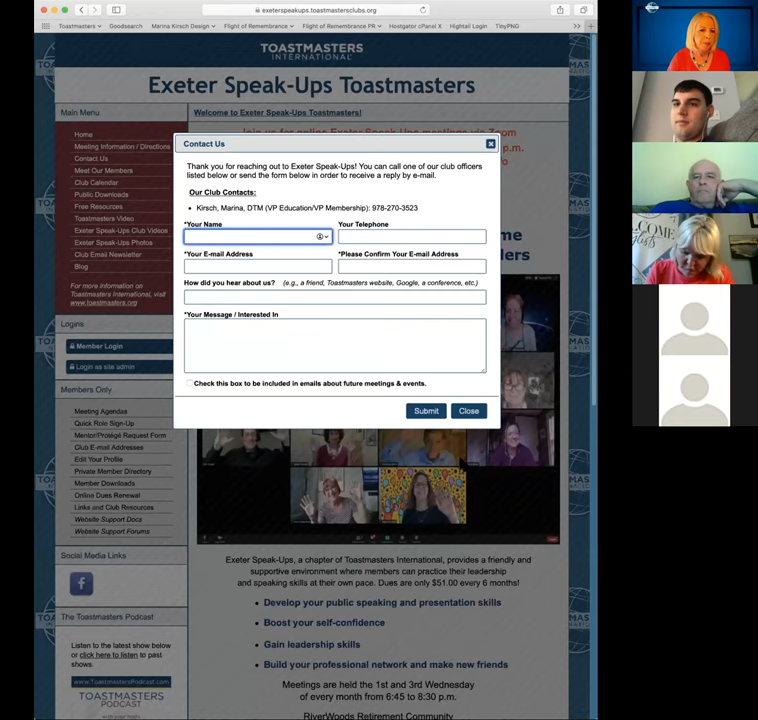 exeterspeakups.toastmastersclubs.org
Toastmasters Goodsearch Marina Kirsch Design Flight of Remembrance Flight of Remembrance PR Hostgator cPanel X Hightail Login TinyPNG
TOASTMASTERS
INTERNATIONAL
Exeter Speak-Ups Toastmasters
Main Menu
Home
Meeting Information / Directions
Contact Us
Meet Our Members
Club Calendar
Public Downloads
Free Resources
Toastmasters Video
Exeter Speak-Ups Club Videos
Exeter Speak-Ups Photos
Club Email Newsletter
Blog
For more information on
Toastmasters International, visit
www.toastmasters.org
Logins
Member Login
Login as site admin
Members Only
Meeting Agendas
Quick Role Sign-Up
Mentor/Protégé Request Form
Club E-mail Addresses
Edit Your Profile
Private Member Directory
Member Downloads
Online Dues Renewal
Links and Club Resources
Website Support Docs
Website Support Forums
Social Media Links
The Toastmasters Podcast
Listen to the latest show below
or click here to listen to past
shows.
www.ToastmastersPodcast.com
TOASTMASTERS
PODCAST
Welcome to Exeter Speak-Ups Toastmasters!
Join us for online Exeter Speak-Ups meetings via Zoom
p.m.
Contact Us
Thank you for reaching out to Exeter Speak-Ups! You can call one of our club officers
listed below or send the form below in order to receive a reply by e-mail.
Our Club Contacts:
• Kirsch, Marina, DTM (VP Education/VP Membership): 978-270-3523
*Your Name Your Telephone
*Your E-mail Address *Please Confirm Your E-mail Address
How did you hear about us? (e.g., a friend, Toastmasters website, Google, a conference, etc.)
*Your Message / Interested In
Check this box to be included in emails about future meetings & events.
Submit Close
Exeter Speak-Ups, a chapter of Toastmasters International, provides a friendly and
supportive environment where members can practice their leadership
and speaking skills at their own pace. Dues are only $51.00 every 6 months!
• Develop your public speaking and presentation skills
• Boost your self-confidence
• Gain leadership skills
• Build your professional network and make new friends
Meetings are held the 1st and 3rd Wednesday
of every month from 6:45 to 8:30 p.m.
RiverWoods Retirement Community